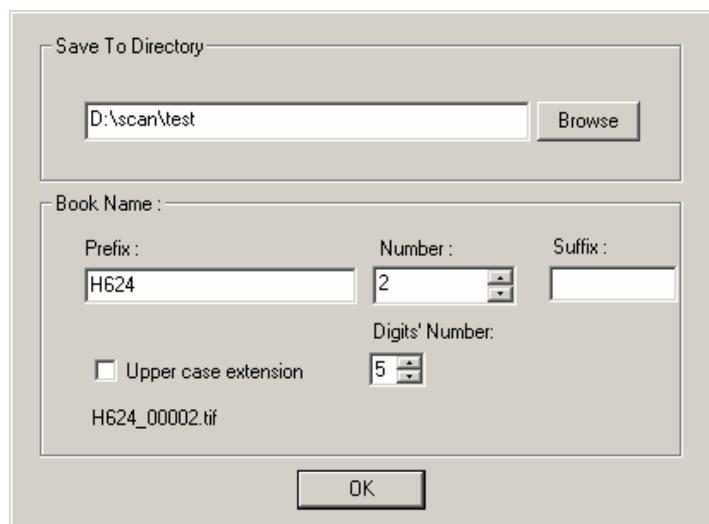 Save To Directory
D:\scan\test
Browse
Book Name :
Prefix :
Number :
Suffix :
H624
2
Digits' Number:
Upper case extension
5
H624_00002.tif
OK